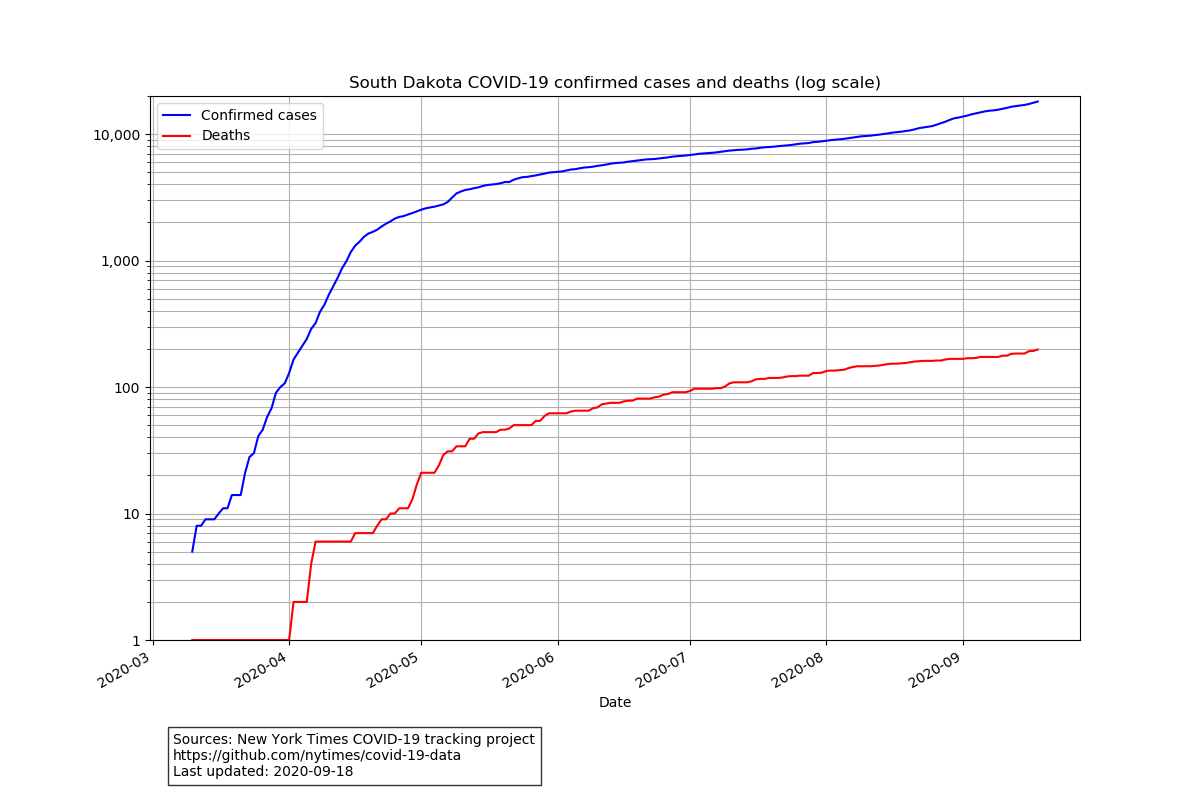 South Dakota COVID-19 confirmed cases and deaths (log scale)
Confirmed cases
Deaths
10,000
1,000
100
10
1
2020-03
2020-04
2020-05
2020-06
2020-07
2020-08
2020-09
Date
Sources: New York Times COVID-19 tracking project
https://github.com/nytimes/covid-19-data
Last updated: 2020-09-18